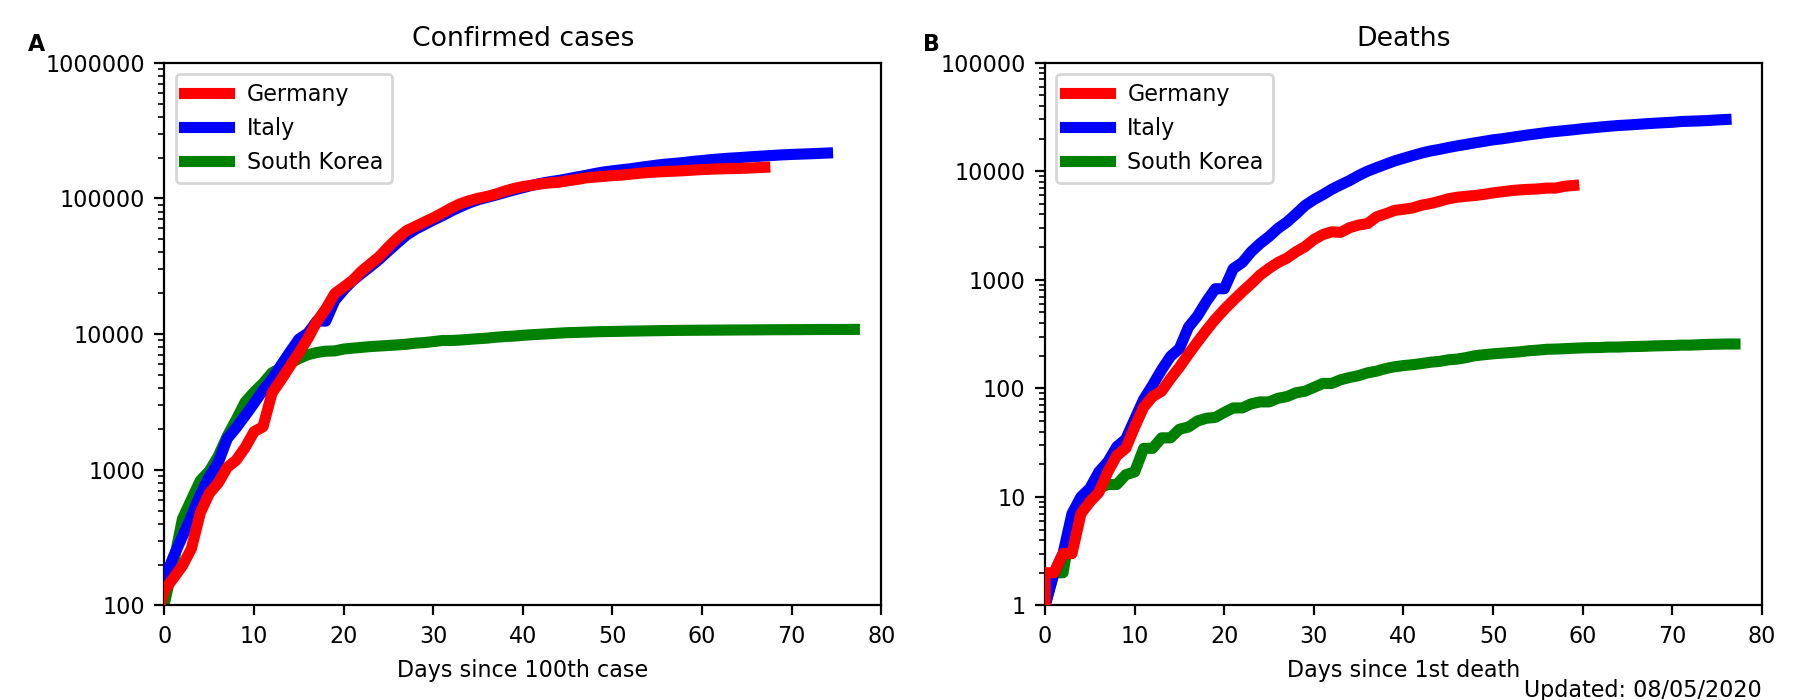 A
Confirmed cases
1000000
100000
10000
1000
100
Germany
Italy
South Korea
0 10 20 30 40 50 60 70 80
Days since 100th case
B
Deaths
100000
10000
1000
100
10
1
Germany
Italy
South Korea
0 10 20 30 40 50 60 70 80
Days since 1st death
Updated: 08/05/2020